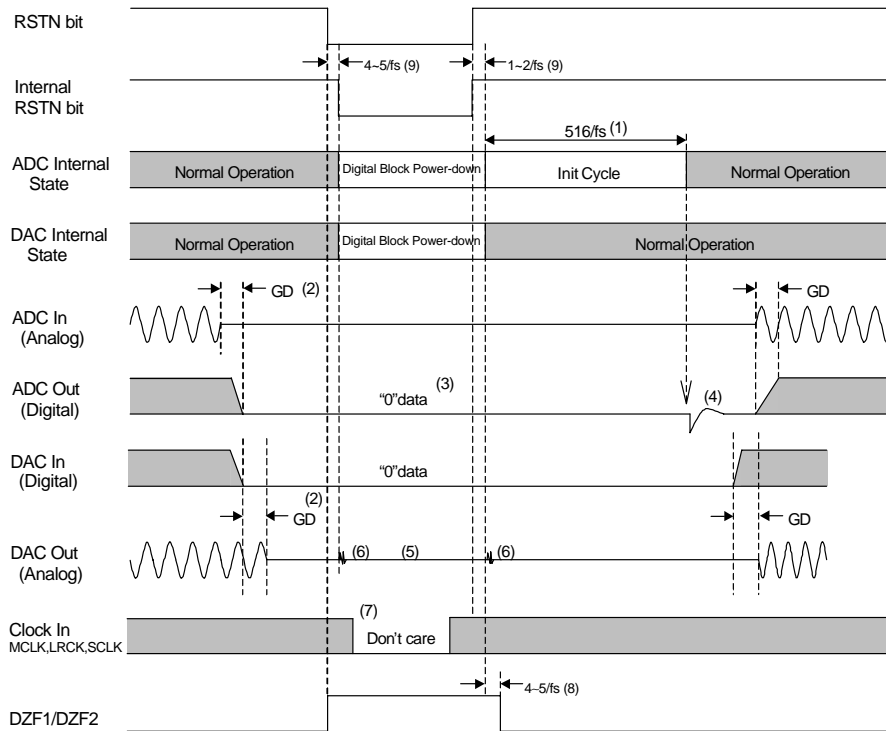 RSTN bit
4~5/fs (9)
1~2/fs (9)
Internal
RSTN bit
516/fs (1)
ADC Internal
State
Normal Operation
Digital Block Power-down
Init Cycle
Normal Operation
DAC Internal
State
Normal Operation
Digital Block Power-down
Normal Operation
GD (2)
GD
ADC In
(Analog)
ADC Out
(Digital)
(3)
"0"data
(4)
DAC In
(Digital)
"0"data
(2)
GD
GD
DAC Out
(Analog)
(6)
(5)
(6)
Clock In
MCLK,LRCK,SCLK
(7)
Don't care
4~5/fs (8)
DZF1/DZF2